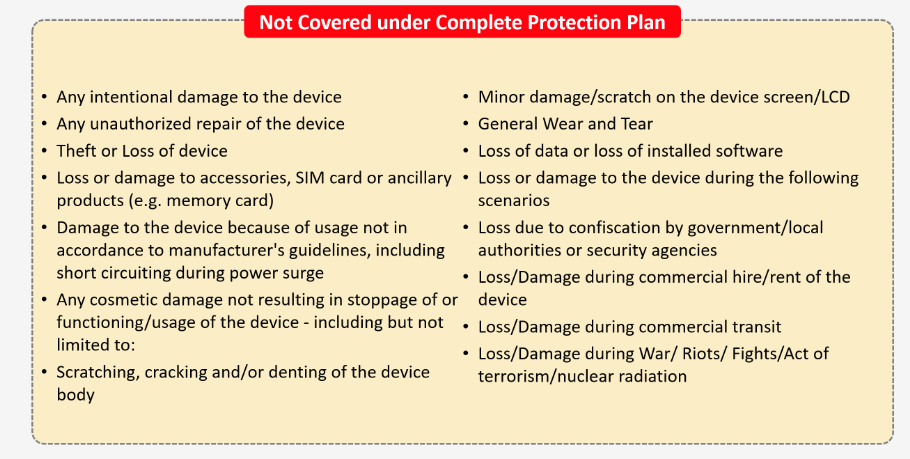 Not Covered under Complete Protection Plan
• Any intentional damage to the device
• Any unauthorized repair of the device
• Theft or Loss of device
• Loss or damage to accessories, SIM card or ancillary
products (e.g. memory card)
• Damage to the device because of usage not in
accordance to manufacturer's guidelines, including
short circuiting during power surge
• Any cosmetic damage not resulting in stoppage of or
functioning/usage of the device - including but not
limited to:
• Scratching, cracking and/or denting of the device
body
• Minor damage/scratch on the device screen/LCD
• General Wear and Tear
• Loss of data or loss of installed software
• Loss or damage to the device during the following
scenarios
• Loss due to confiscation by government/local
authorities or security agencies
• Loss/Damage during commercial hire/rent of the
device
• Loss/Damage during commercial transit
• Loss/Damage during War/ Riots/ Fights/Act of
terrorism/nuclear radiation